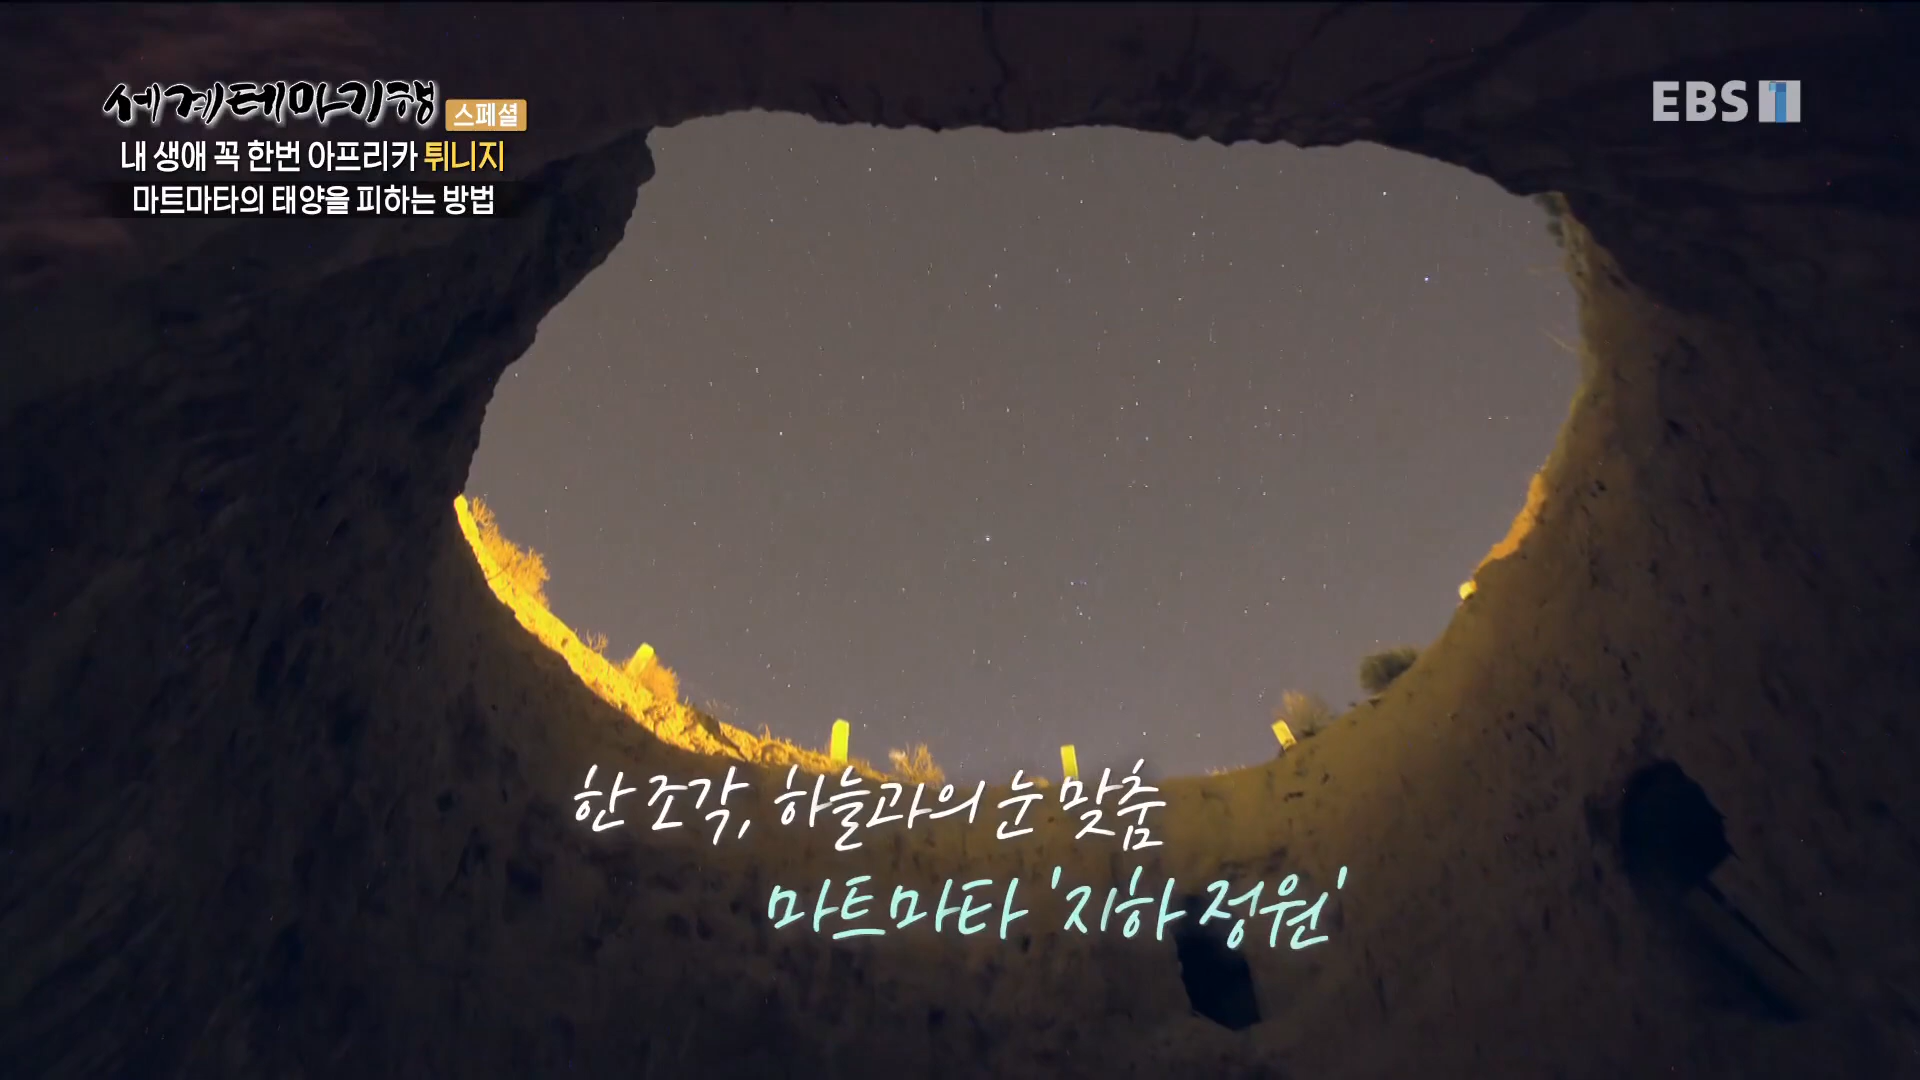 세계테마기행 스페셜
내 생애 꼭 한번 아프리카 튀니지
마트마타의 태양을 피하는 방법
EBS 1
한 조각, 하늘과의 눈 맞춤
마트마타 '지하 정원'